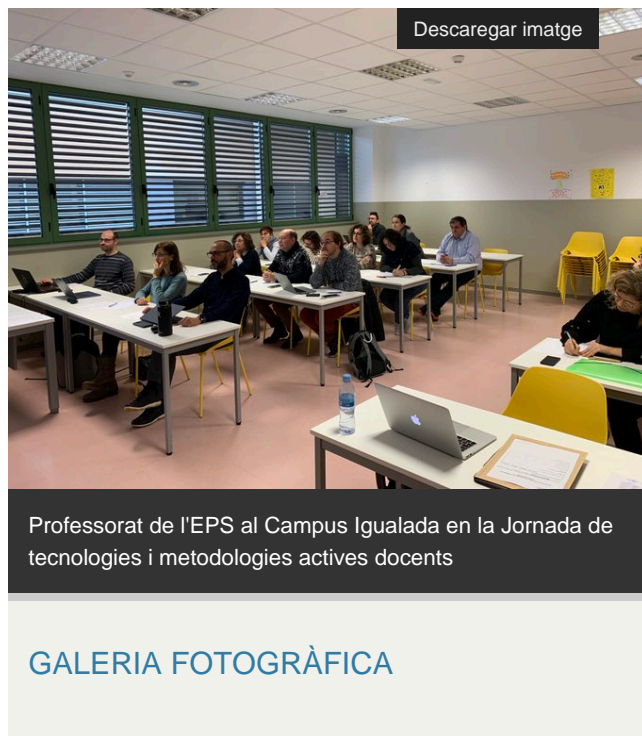 Descaregar imatge
Professorat de l'EPS al Campus Igualada en la Jornada de
tecnologies i metodologies actives docents
GALERIA FOTOGRÀFICA